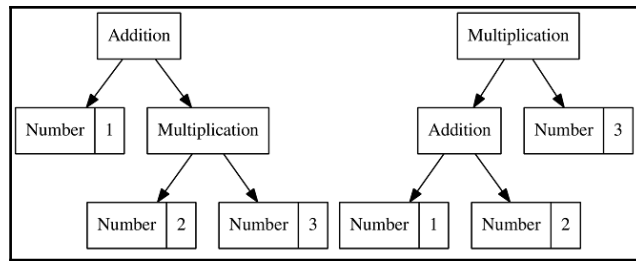 Addition Multiplication
Number 1 Multiplication Addition Number 3
Number 2 Number 3 Number 1 Number 2